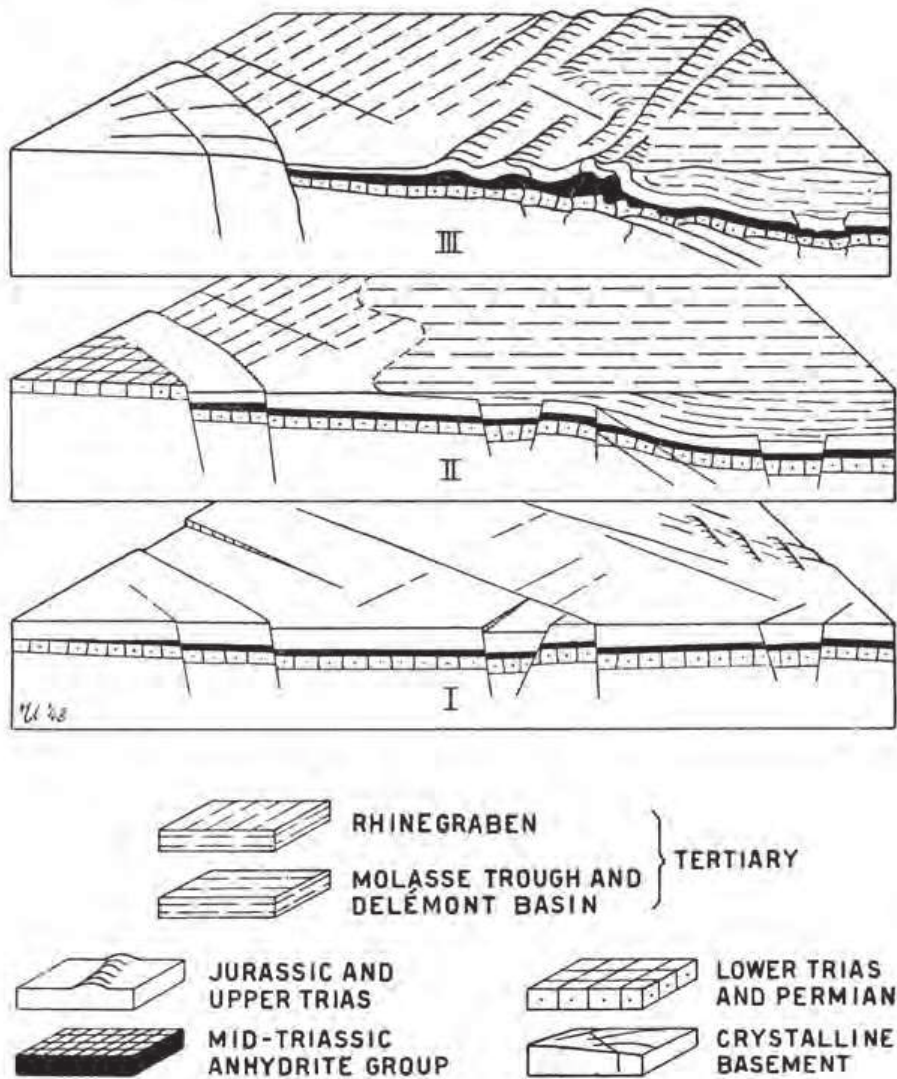 III
II
I
RHINEGRABEN
MOLASSE TROUGH AND
DELÉMONT BASIN
TERTIARY
JURASSIC AND
UPPER TRIAS
MID-TRIASSIC
ANHYDRITE GROUP
LOWER TRIAS
AND PERMIAN
CRYSTALLINE
BASEMENT